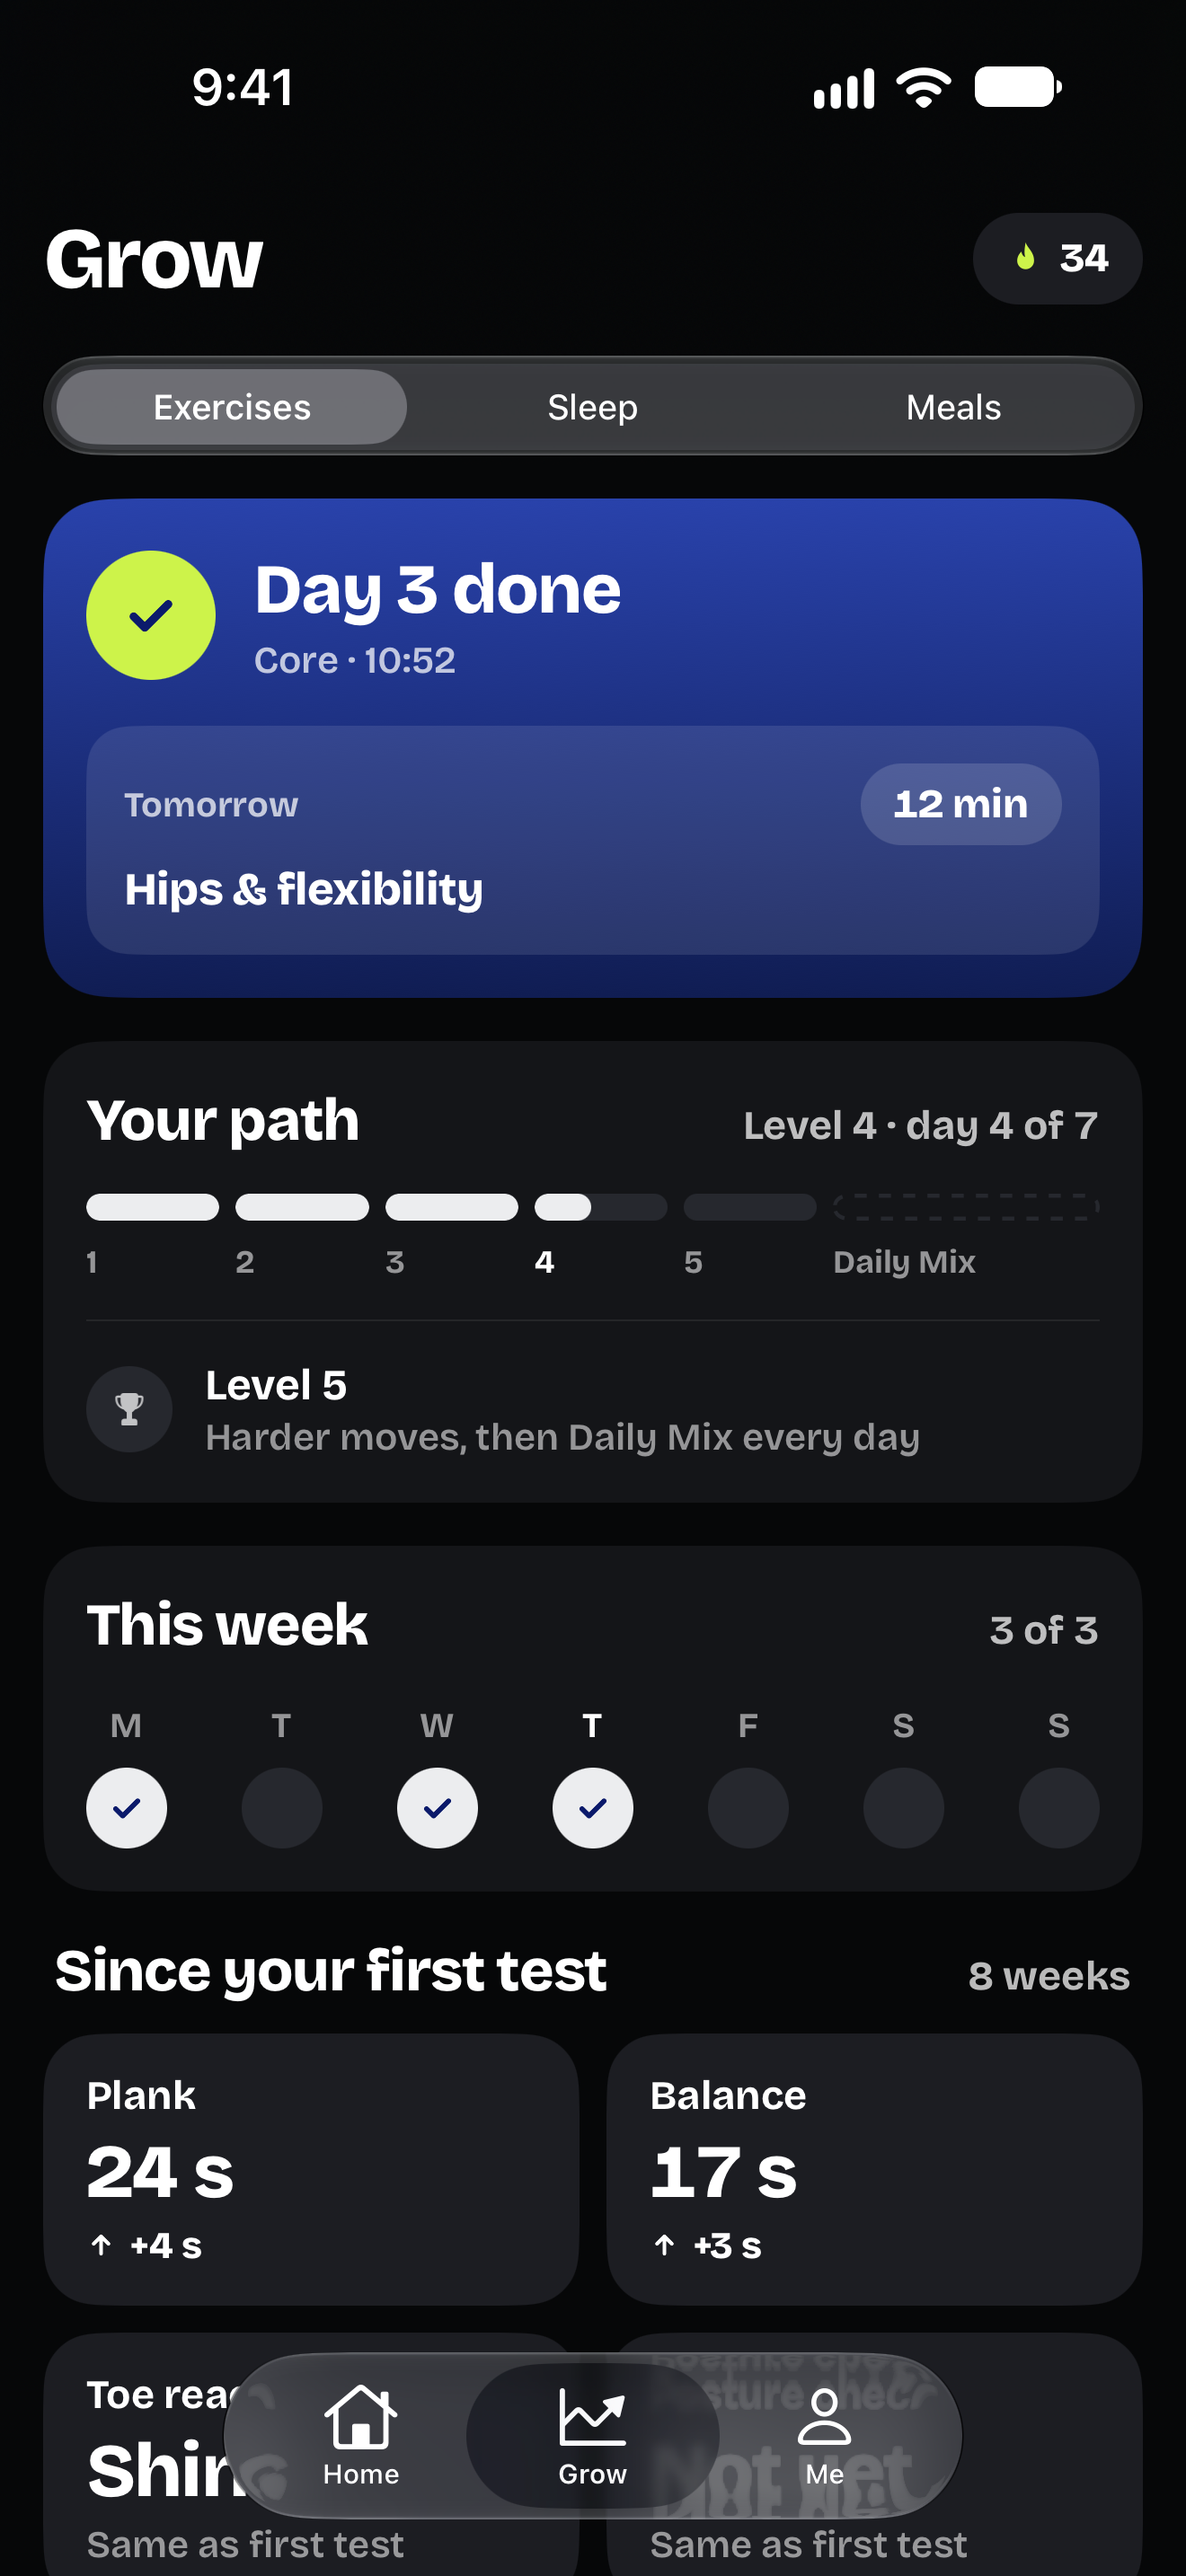 9:41
Grow
34
Exercises
Sleep
Meals
Day 3 done
Core · 10:52
Tomorrow
12 min
Hips & flexibility
Your path
Level 4 · day 4 of 7
1 2 3 4 5 Daily Mix
Level 5
Harder moves, then Daily Mix every day
This week
3 of 3
M T W T F S S
Since your first test
8 weeks
Plank
24 s
+4 s
Balance
17 s
+3 s
Toe
Not yet
Home
Grow
Me
Same as first test
Same as first test